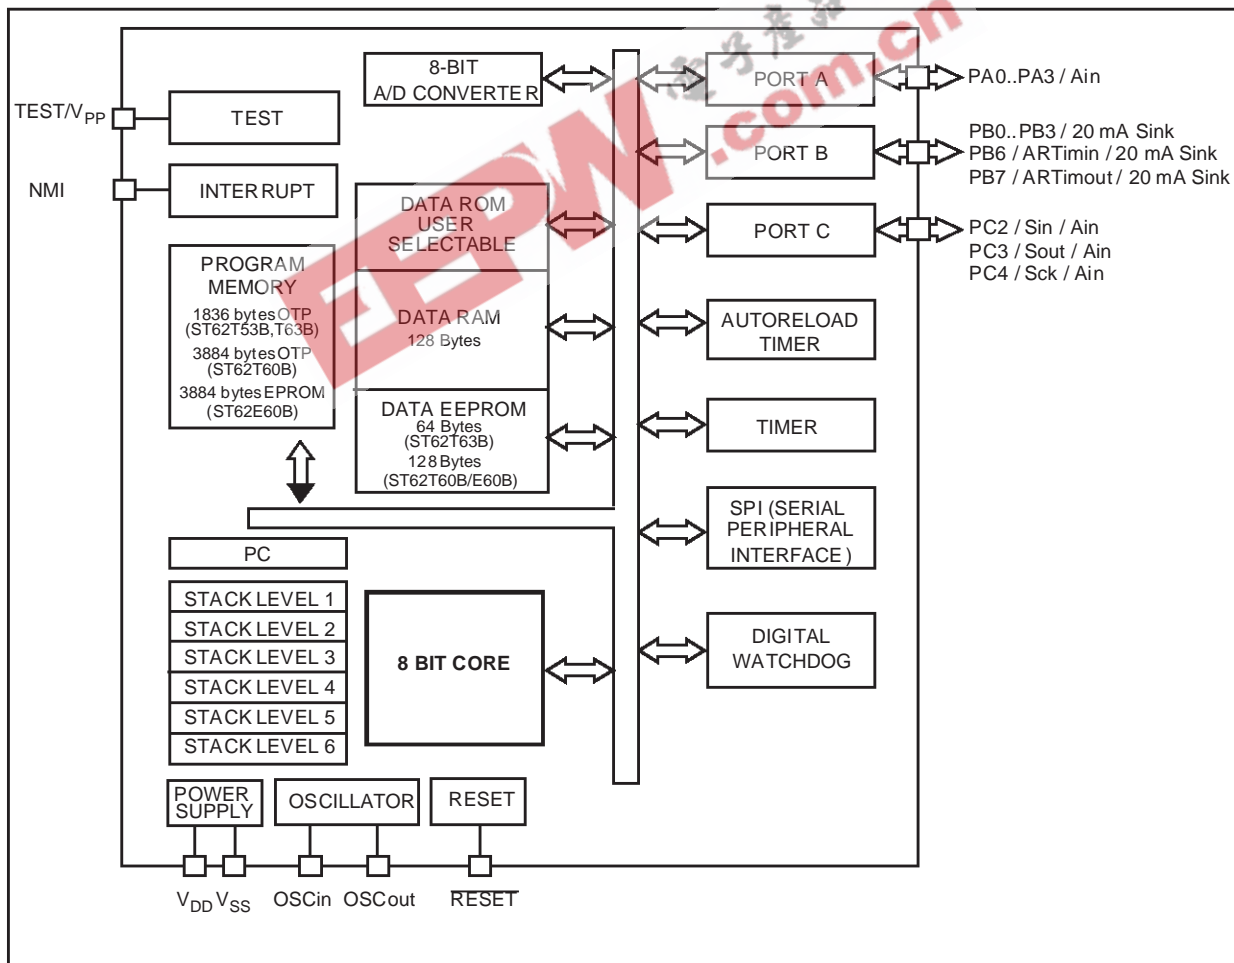 8-BIT
A/D CONVERTER
PORT A
PA0..PA3 / Ain
TEST/VPP
TEST
PB0..PB3 / 20 mA Sink
PORT B
PB6 / ARTimin / 20 mA Sink
PB7 / ARTimout / 20 mA Sink
NMI
INTERRUPT
DATA ROM
USER
SELECTABLE
PORT C
PC2 / Sin / Ain
PC3 / Sout / Ain
PC4 / Sck / Ain
PROGRAM
MEMORY
1836 bytes OTP
(ST62T53B,T63B)
3884 bytes OTP
(ST62T60B)
3884 bytes EPROM
(ST62E60B)
DATA RAM
128 Bytes
AUTORELOAD
TIMER
DATA EEPROM
64 Bytes
(ST62T63B)
128 Bytes
(ST62T60B/E60B)
TIMER
SPI (SERIAL
PERIPHERAL
INTERFACE)
PC
STACK LEVEL 1
STACK LEVEL 2
STACK LEVEL 3
STACK LEVEL 4
STACK LEVEL 5
STACK LEVEL 6
8 BIT CORE
DIGITAL
WATCHDOG
POWER
SUPPLY
OSCILLATOR
RESET
VDD VSS
OSCin OSCout
RESET
EEPW
.com.cn
電子產品